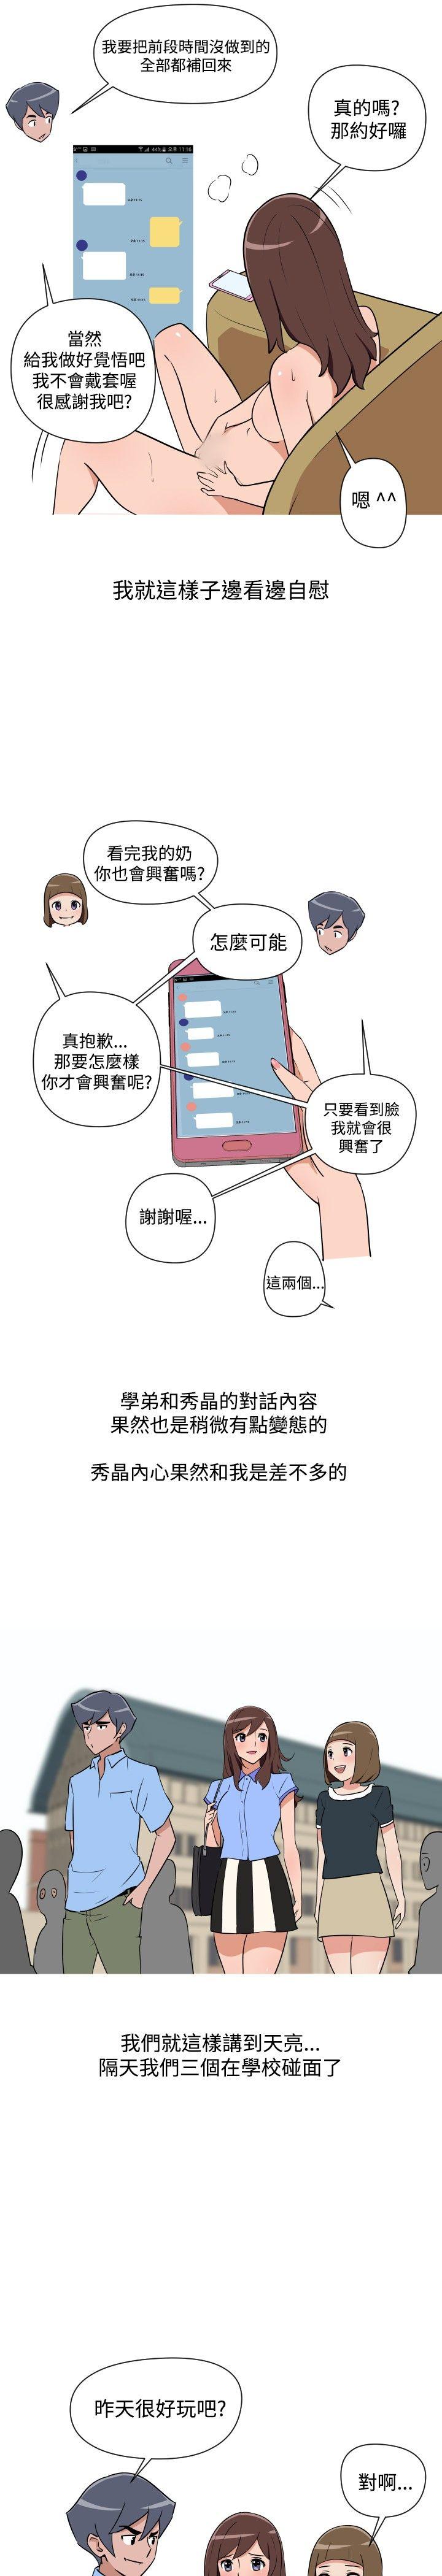 我要把前段時間沒做到的
全部都補回來
真的嗎?
那約好囉
44%
오후 11:56
當然
給我做好覺悟吧
我不會戴套喔
很感謝我吧?
嗯 ^^
我就這樣子邊看邊自慰
看完我的奶
你也會興奮嗎?
怎麼可能
真抱歉...
那要怎麼樣
你才會興奮呢?
只要看到臉
我就會很
興奮了
謝謝喔...
這兩個...
學弟和秀晶的對話內容
果然也是稍微有點變態的
秀晶內心果然和我是差不多的
我們就這樣講到天亮...
隔天我們三個在學校碰面了
昨天很好玩吧?
對啊...